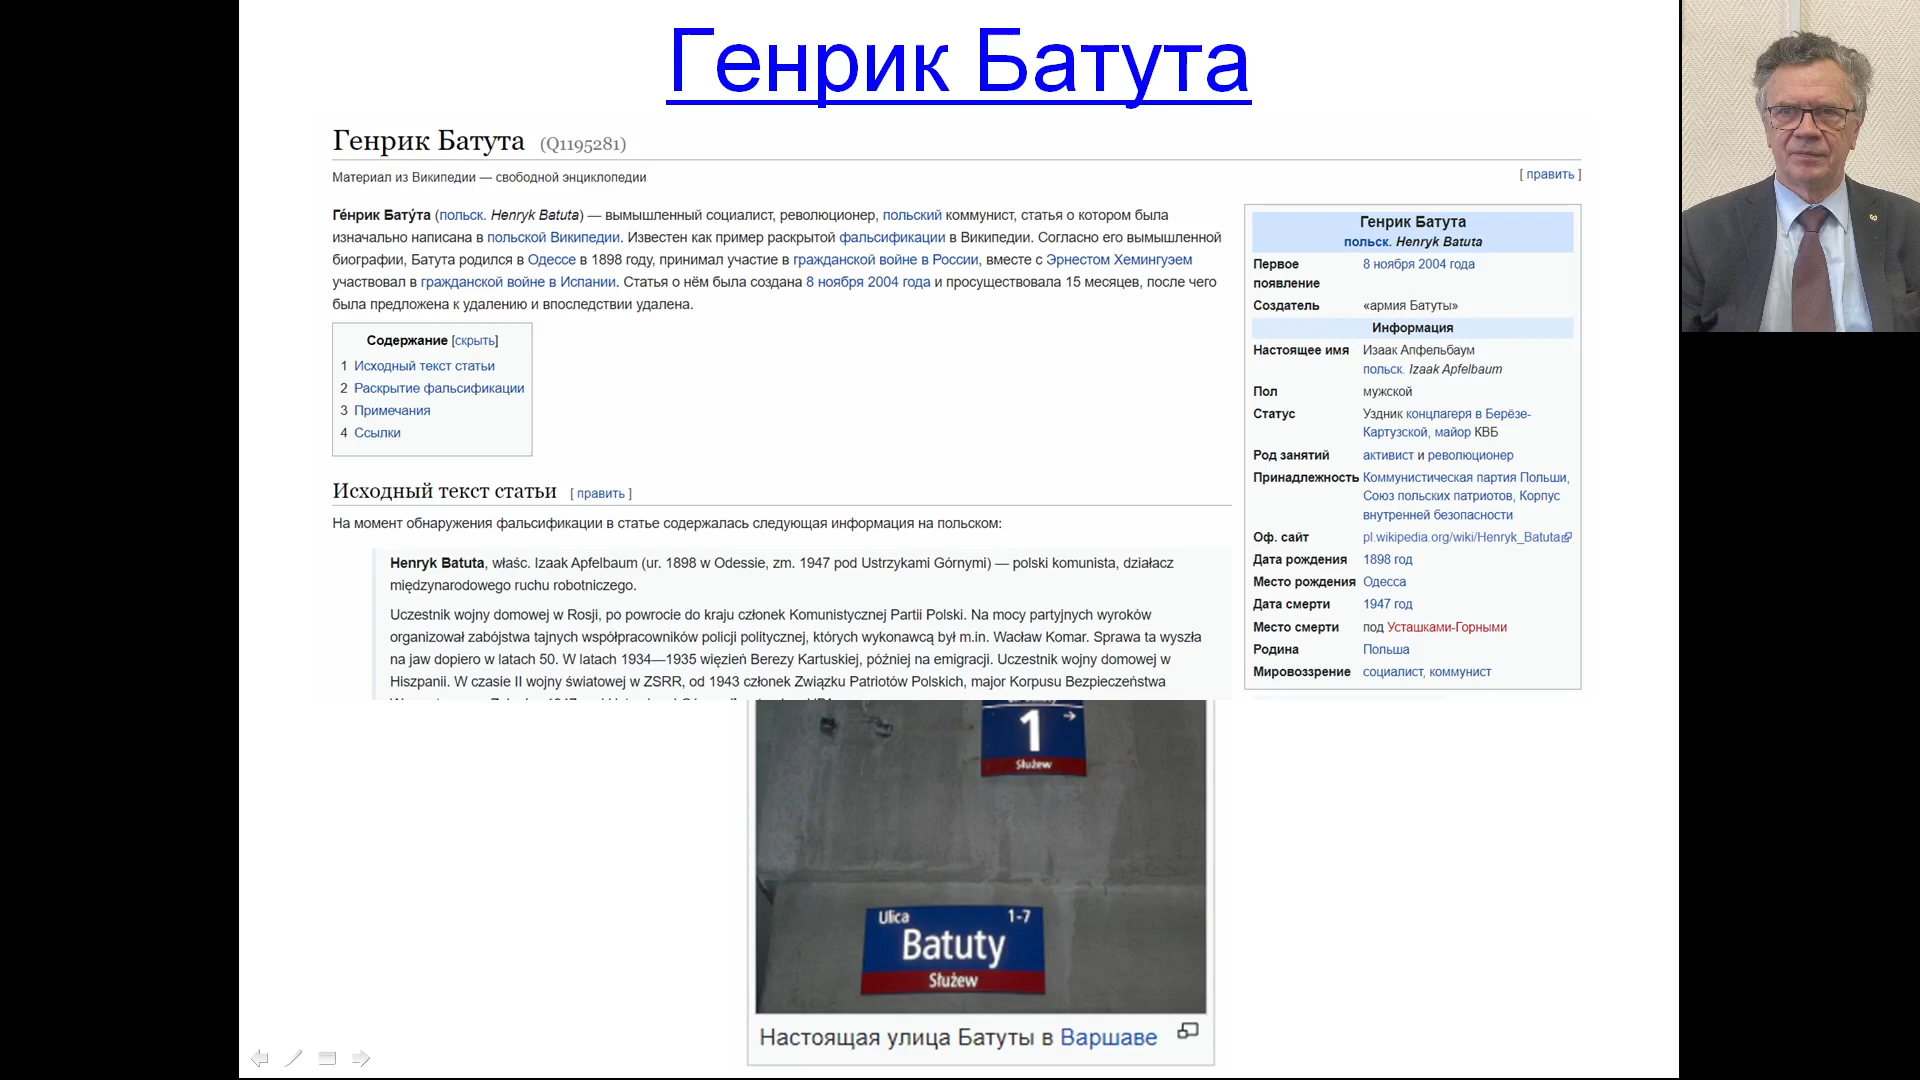 Генрик Батута
Генрик Батута (Q1195281)
Материал из Википедии — свободной энциклопедии
[ править ]
Ге́нрик Бату́та (польск. Henryk Batuta) — вымышленный социалист, революционер, польский коммунист, статья о котором была
изначально написана в польской Википедии. Известен как пример раскрытой фальсификации в Википедии. Согласно его вымышленной
биографии, Батута родился в Одессе в 1898 году, принимал участие в гражданской войне в России, вместе с Эрнестом Хемингуэем
участвовал в гражданской войне в Испании. Статья о нём была создана 8 ноября 2004 года и просуществовала 15 месяцев, после чего
была предложена к удалению и впоследствии удалена.
Содержание [скрыть]
1 Исходный текст статьи
2 Раскрытие фальсификации
3 Примечания
4 Ссылки
Исходный текст статьи [ править ]
На момент обнаружения фальсификации в статье содержалась следующая информация на польском:
Henryk Batuta, właśc. Izaak Apfelbaum (ur. 1898 w Odessie, zm. 1947 pod Ustrzykami Górnymi) — polski komunista, działacz
międzynarodowego ruchu robotniczego.
Uczestnik wojny domowej w Rosji, po powrocie do kraju członek Komunistycznej Partii Polski. Na mocy partyjnych wyroków
organizował zabójstwa tajnych współpracowników policji politycznej, których wykonawcą był m.in. Wacław Komar. Sprawa ta wyszła
na jaw dopiero w latach 50. W latach 1934—1935 więzień Berezy Kartuskiej, później na emigracji. Uczestnik wojny domowej w
Hiszpanii. W czasie II wojny światowej w ZSRR, od 1943 członek Związku Patriotów Polskich, major Korpusu Bezpieczeństwa
Генрик Батута
польск. Henryk Batuta
Первое появление 8 ноября 2004 года
Создатель «армия Батуты»
Информация
Настоящее имя Изаак Апфельбаум
польск. Izaak Apfelbaum
Пол мужской
Статус Уздник концлагеря в Берёзе-
Картузской, майор КВБ
Род занятий активист и революционер
Принадлежность Коммунистическая партия Польши,
Союз польских патриотов, Корпус
внутренней безопасности
Оф. сайт pl.wikipedia.org/wiki/Henryk_Batuta
Дата рождения 1898 год
Место рождения Одесса
Дата смерти 1947 год
Место смерти под Усташками-Горными
Родина Польша
Мировоззрение социалист, коммунист
1
Służew
Ulica 1-7
Batuty
Służew
Настоящая улица Батуты в Варшаве